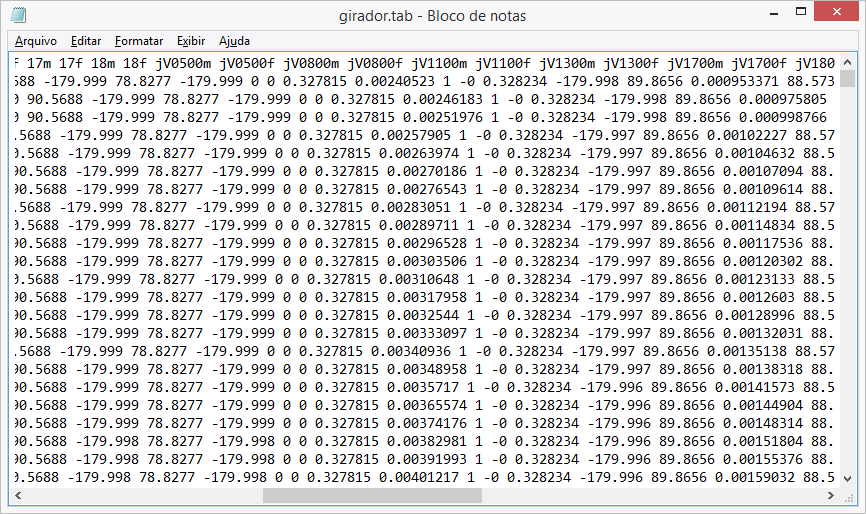 girador.tab - Bloco de notas
Arquivo Editar Formatar Exibir Ajuda
f 17m 17f 18m 18f jV0500m jV0500f jV0800m jV0800f jV1100m jV1100f jV1300m jV1300f jV1700m jV1700f jV180
688 -179.999 78.8277 -179.999 0 0 0.327815 0.00240523 1 -0 0.328234 -179.998 89.8656 0.000953371 88.573
0 90.5688 -179.999 78.8277 -179.999 0 0 0.327815 0.00246183 1 -0 0.328234 -179.998 89.8656 0.000975805
0 90.5688 -179.999 78.8277 -179.999 0 0 0.327815 0.00251976 1 -0 0.328234 -179.998 89.8656 0.000998766
.5688 -179.999 78.8277 -179.999 0 0 0.327815 0.00257905 1 -0 0.328234 -179.997 89.8656 0.00102227 88.57
0.5688 -179.999 78.8277 -179.999 0 0 0.327815 0.00263974 1 -0 0.328234 -179.997 89.8656 0.00104632 88.5
90.5688 -179.999 78.8277 -179.999 0 0 0.327815 0.00270186 1 -0 0.328234 -179.997 89.8656 0.00107094 88.
90.5688 -179.999 78.8277 -179.999 0 0 0.327815 0.00276543 1 -0 0.328234 -179.997 89.8656 0.00109614 88.
.5688 -179.999 78.8277 -179.999 0 0 0.327815 0.00283051 1 -0 0.328234 -179.997 89.8656 0.00112194 88.57
0.5688 -179.999 78.8277 -179.999 0 0 0.327815 0.00289711 1 -0 0.328234 -179.997 89.8656 0.00114834 88.5
90.5688 -179.999 78.8277 -179.999 0 0 0.327815 0.00296528 1 -0 0.328234 -179.997 89.8656 0.00117536 88.
90.5688 -179.999 78.8277 -179.999 0 0 0.327815 0.00303506 1 -0 0.328234 -179.997 89.8656 0.00120302 88.
0.5688 -179.999 78.8277 -179.999 0 0 0.327815 0.00310648 1 -0 0.328234 -179.997 89.8656 0.00123133 88.5
90.5688 -179.999 78.8277 -179.999 0 0 0.327815 0.00317958 1 -0 0.328234 -179.997 89.8656 0.0012603 88.5
90.5688 -179.999 78.8277 -179.999 0 0 0.327815 0.0032544 1 -0 0.328234 -179.997 89.8656 0.00128996 88.5
90.5688 -179.999 78.8277 -179.999 0 0 0.327815 0.00333097 1 -0 0.328234 -179.997 89.8656 0.00132031 88.
.5688 -179.999 78.8277 -179.999 0 0 0.327815 0.00340936 1 -0 0.328234 -179.997 89.8656 0.00135138 88.57
90.5688 -179.999 78.8277 -179.999 0 0 0.327815 0.00348958 1 -0 0.328234 -179.997 89.8656 0.00138318 88.
90.5688 -179.999 78.8277 -179.999 0 0 0.327815 0.0035717 1 -0 0.328234 -179.996 89.8656 0.00141573 88.5
90.5688 -179.999 78.8277 -179.999 0 0 0.327815 0.00365574 1 -0 0.328234 -179.996 89.8656 0.00144904 88.
90.5688 -179.999 78.8277 -179.999 0 0 0.327815 0.00374176 1 -0 0.328234 -179.996 89.8656 0.00148314 88.
90.5688 -179.998 78.8277 -179.998 0 0 0.327815 0.00382981 1 -0 0.328234 -179.996 89.8656 0.00151804 88.
90.5688 -179.998 78.8277 -179.998 0 0 0.327815 0.00391993 1 -0 0.328234 -179.996 89.8656 0.00155376 88.
0.5688 -179.998 78.8277 -179.998 0 0 0.327815 0.00401217 1 -0 0.328234 -179.996 89.8656 0.00159032 88.5